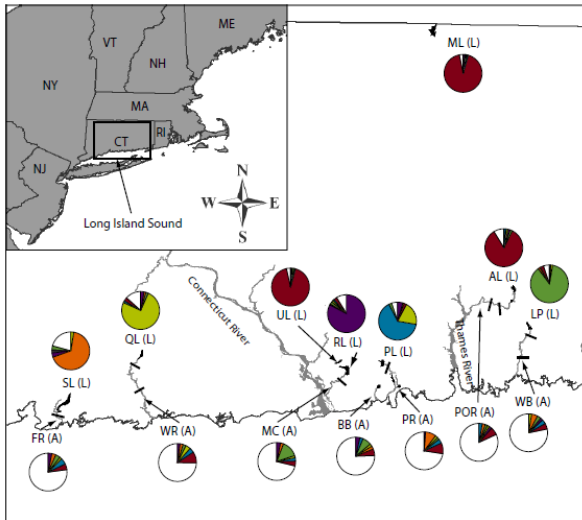 ME
VT
NH
NY
MA
CT
RI
NJ
Long Island Sound
N
W E
S
ML (L)
Connecticut River
Thames River
AL (L)
LP (L)
QL (L)
UL (L)
RL (L)
PL (L)
SL (L)
FR (A)
WR (A)
MC (A)
BB (A)
PR (A)
POR (A)
WB (A)